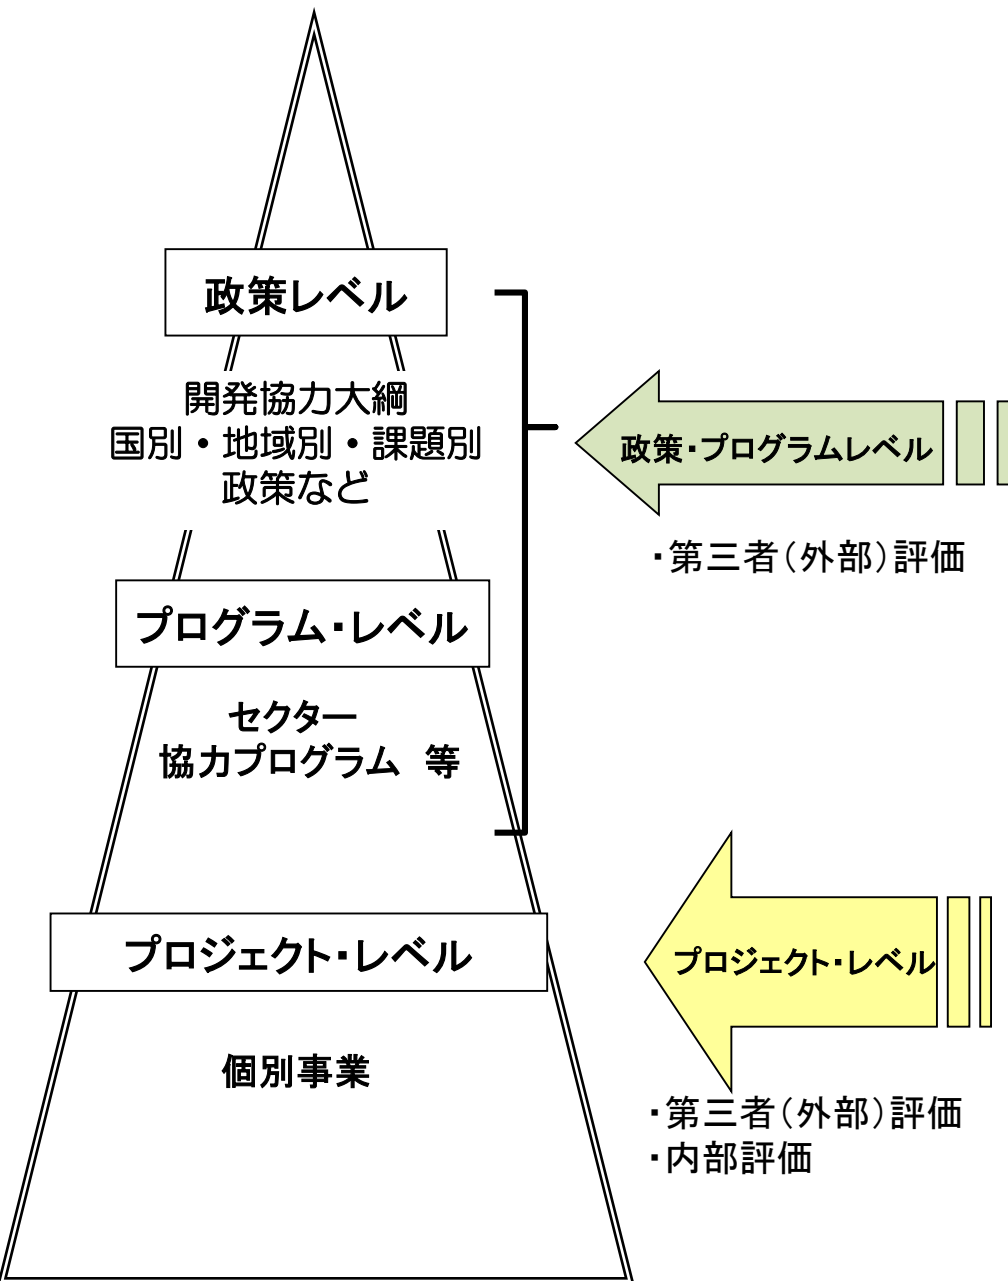 政策レベル
開発協力大綱
国別・地域別・課題別
政策など
政策・プログラムレベル
・第三者(外部)評価
プログラム・レベル
セクター
協力プログラム 等
プロジェクト・レベル
プロジェクト・レベル
個別事業
・第三者(外部)評価
・内部評価